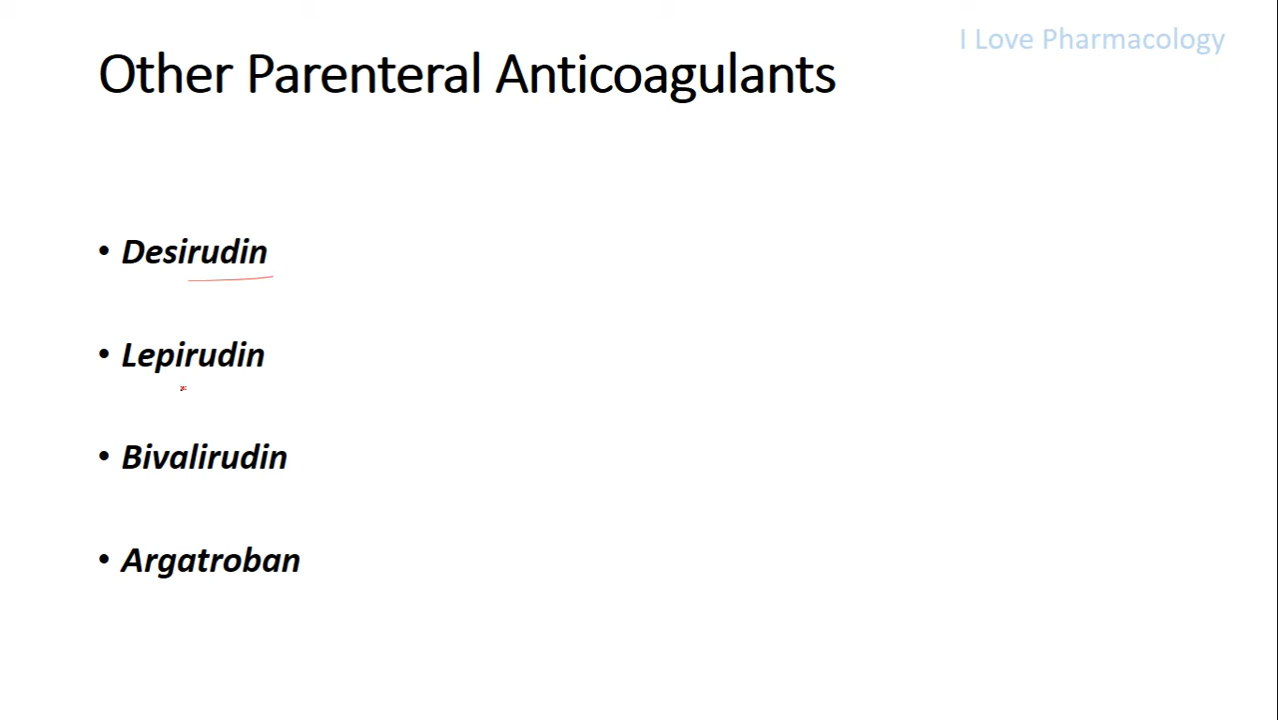 I Love Pharmacology
Other Parenteral Anticoagulants
• Desirudin
• Lepirudin
• Bivalirudin
• Argatroban